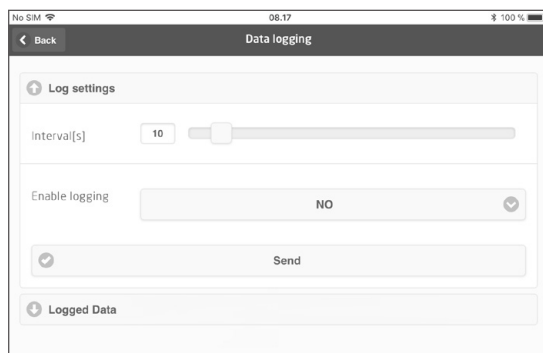 No SIM 08.17 100 %
Back Data logging
Log settings
Interval[s] 10
Enable logging NO
Send
Logged Data